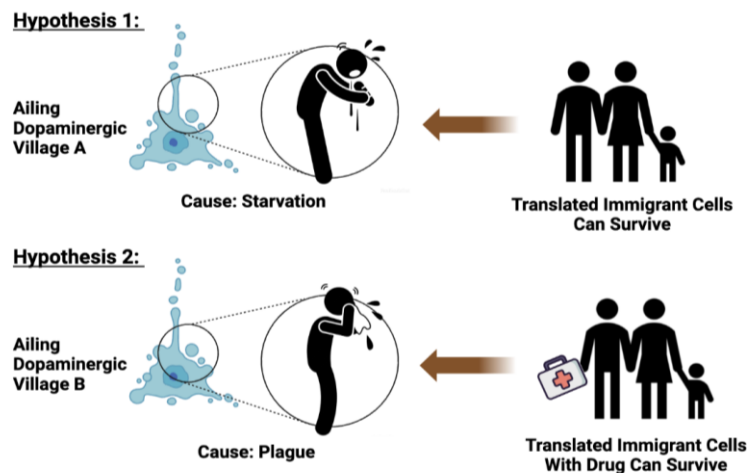 Hypothesis 1:
Ailing
Dopaminergic
Village A
Cause: Starvation
Translated Immigrant Cells
Can Survive
Hypothesis 2:
Ailing
Dopaminergic
Village B
Cause: Plague
Translated Immigrant Cells
With Drug Can Survive